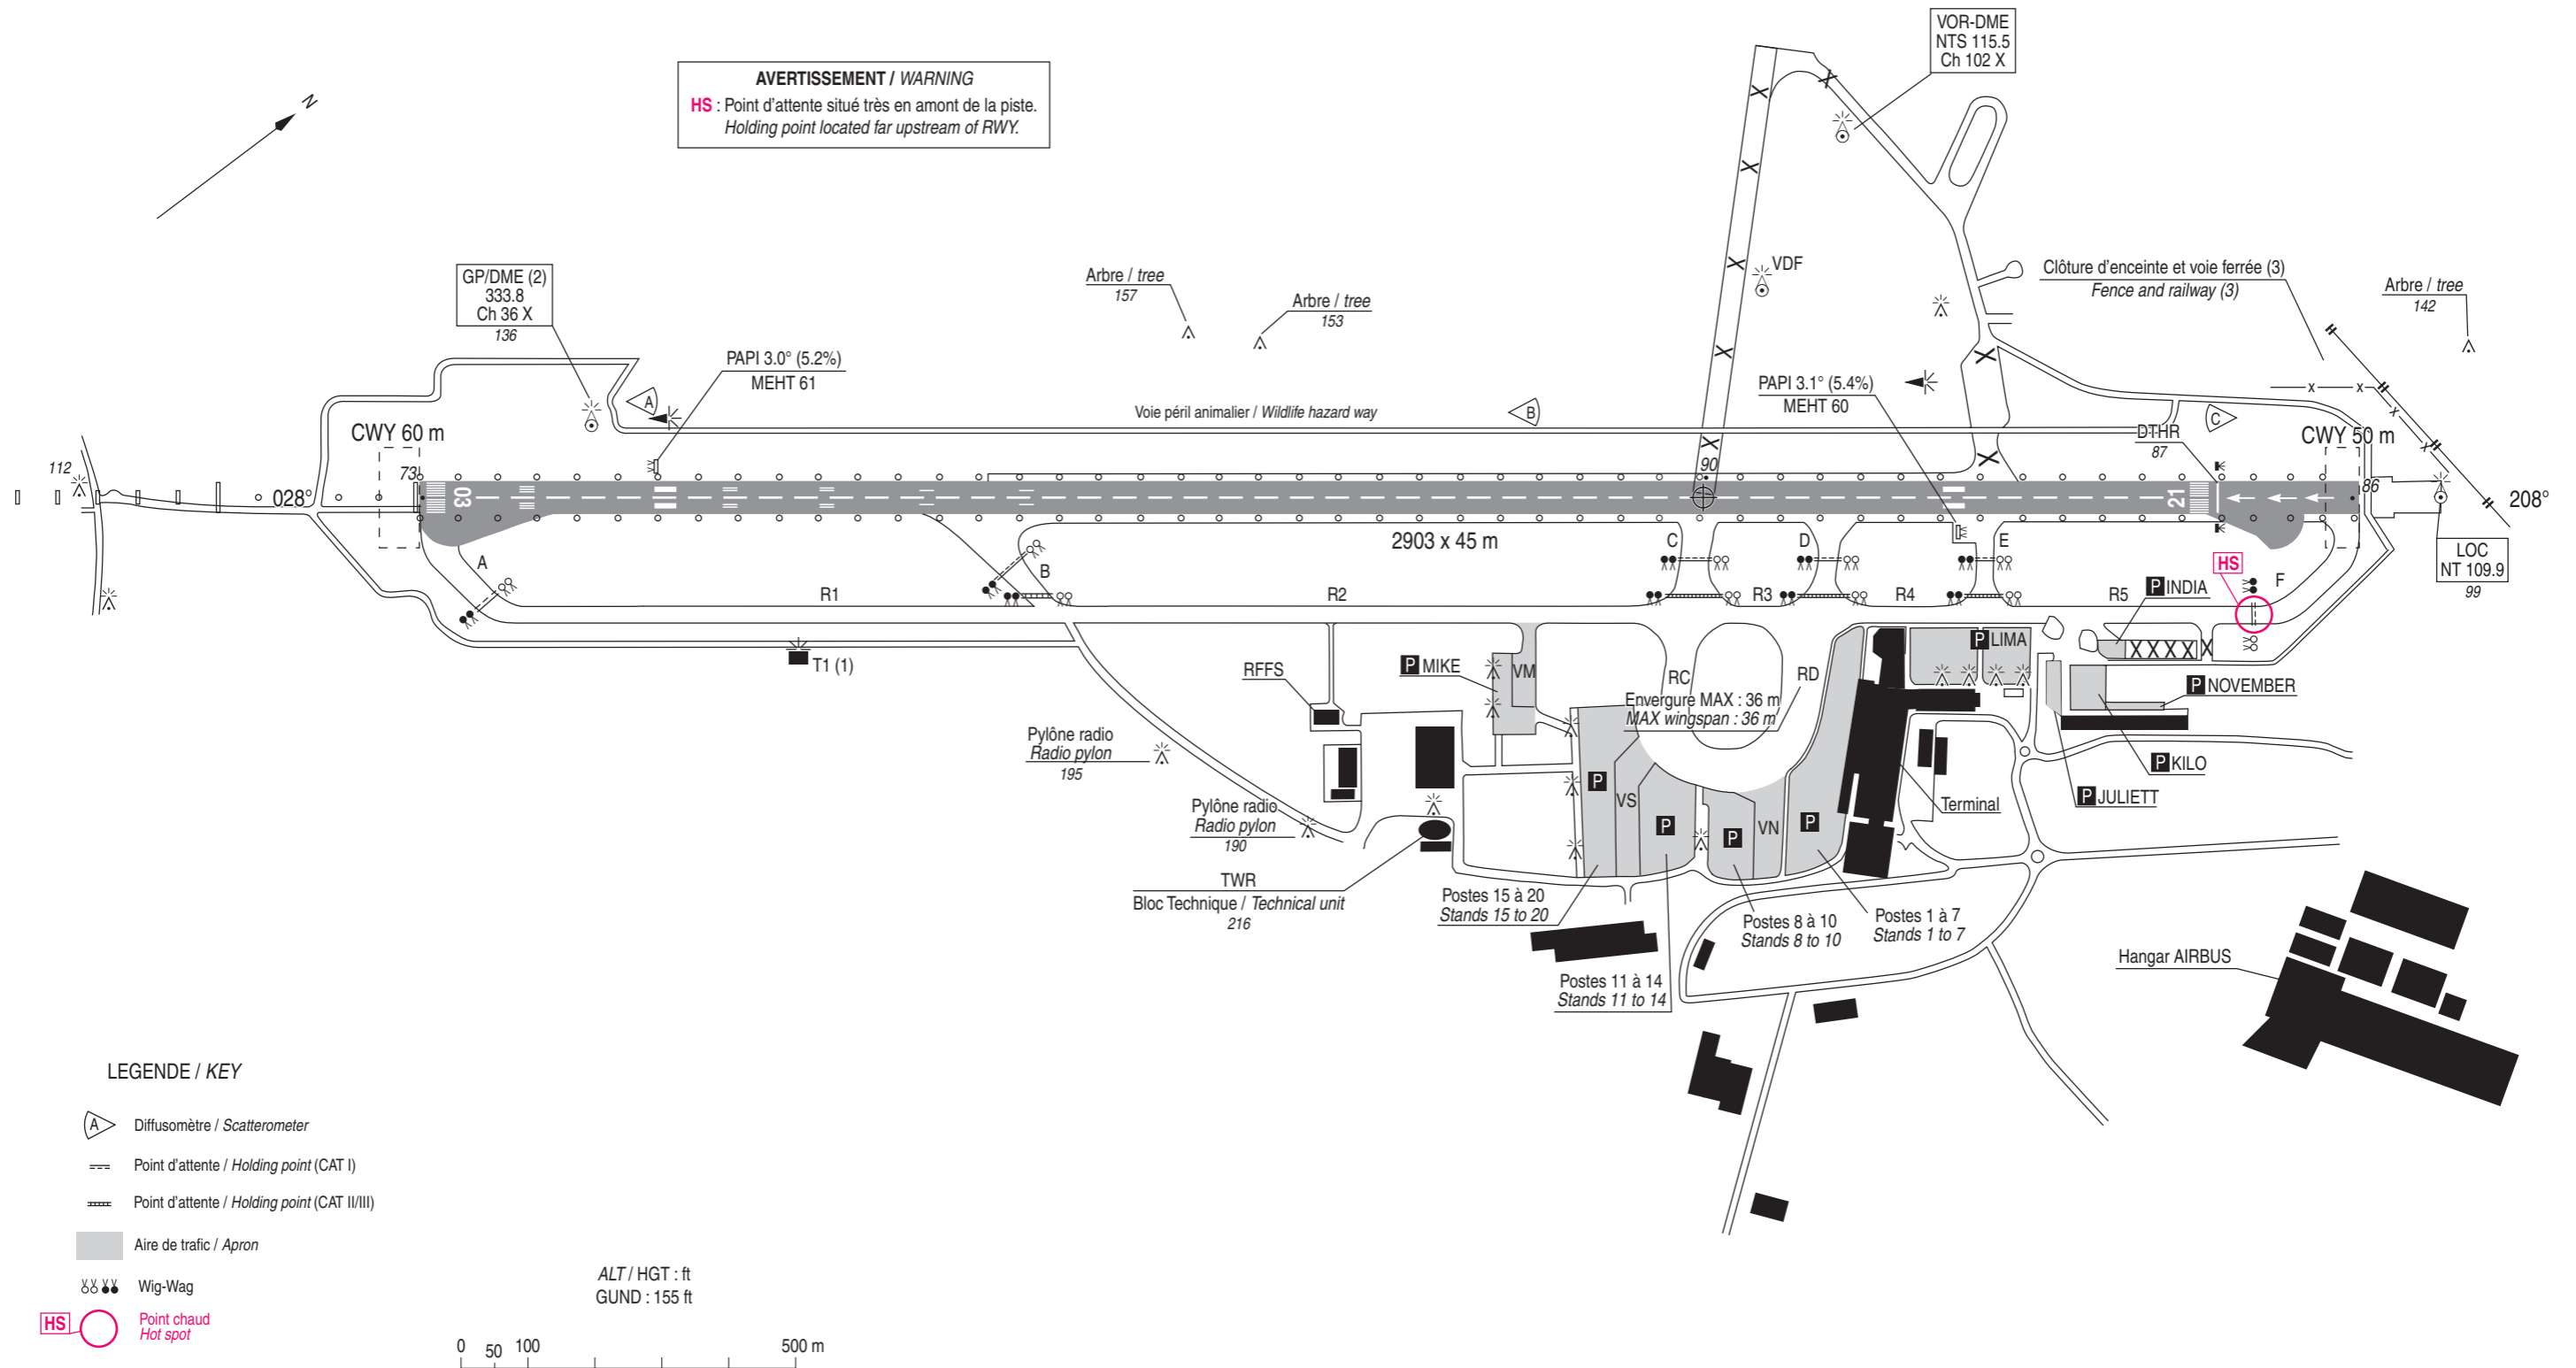 VOR-DME
NTS 115.5
Ch 102 X
AVERTISSEMENT / WARNING
HS : Point d'attente situé très en amont de la piste.
Holding point located far upstream of RWY.
N
VDF
GP/DME (2)
333.8
Ch 36 X
136
Arbre / tree
157
Arbre / tree
153
Clôture d'enceinte et voie ferrée (3)
Fence and railway (3)
Arbre / tree
142
PAPI 3.0° (5.2%)
MEHT 61
PAPI 3.1° (5.4%)
MEHT 60
A
Voie péril animalier / Wildlife hazard way
B
C
CWY 60 m
DTHR
87
CWY 50 m
112
73
90
86
028°
03
21
208°
2903 x 45 m
A
B
C
D
E
F
HS
LOC
NT 109.9
99
R1
R2
R3
R4
R5
P INDIA
T1 (1)
RFFS
P MIKE
VM
RC
RD
P LIMA
Envergure MAX : 36 m
MAX wingspan : 36 m
P NOVEMBER
Pylône radio
Radio pylon
195
P KILO
P JULIETT
Pylône radio
Radio pylon
190
P
VS
P
P
VN
P
Terminal
TWR
Bloc Technique / Technical unit
216
Postes 15 à 20
Stands 15 to 20
Postes 8 à 10
Stands 8 to 10
Postes 1 à 7
Stands 1 to 7
Postes 11 à 14
Stands 11 to 14
Hangar AIRBUS
LEGENDE / KEY
A Diffusomètre / Scatterometer
Point d'attente / Holding point (CAT I)
Point d'attente / Holding point (CAT II/III)
Aire de trafic / Apron
Wig-Wag
HS Point chaud
Hot spot
ALT / HGT : ft
GUND : 155 ft
0 50 100 500 m